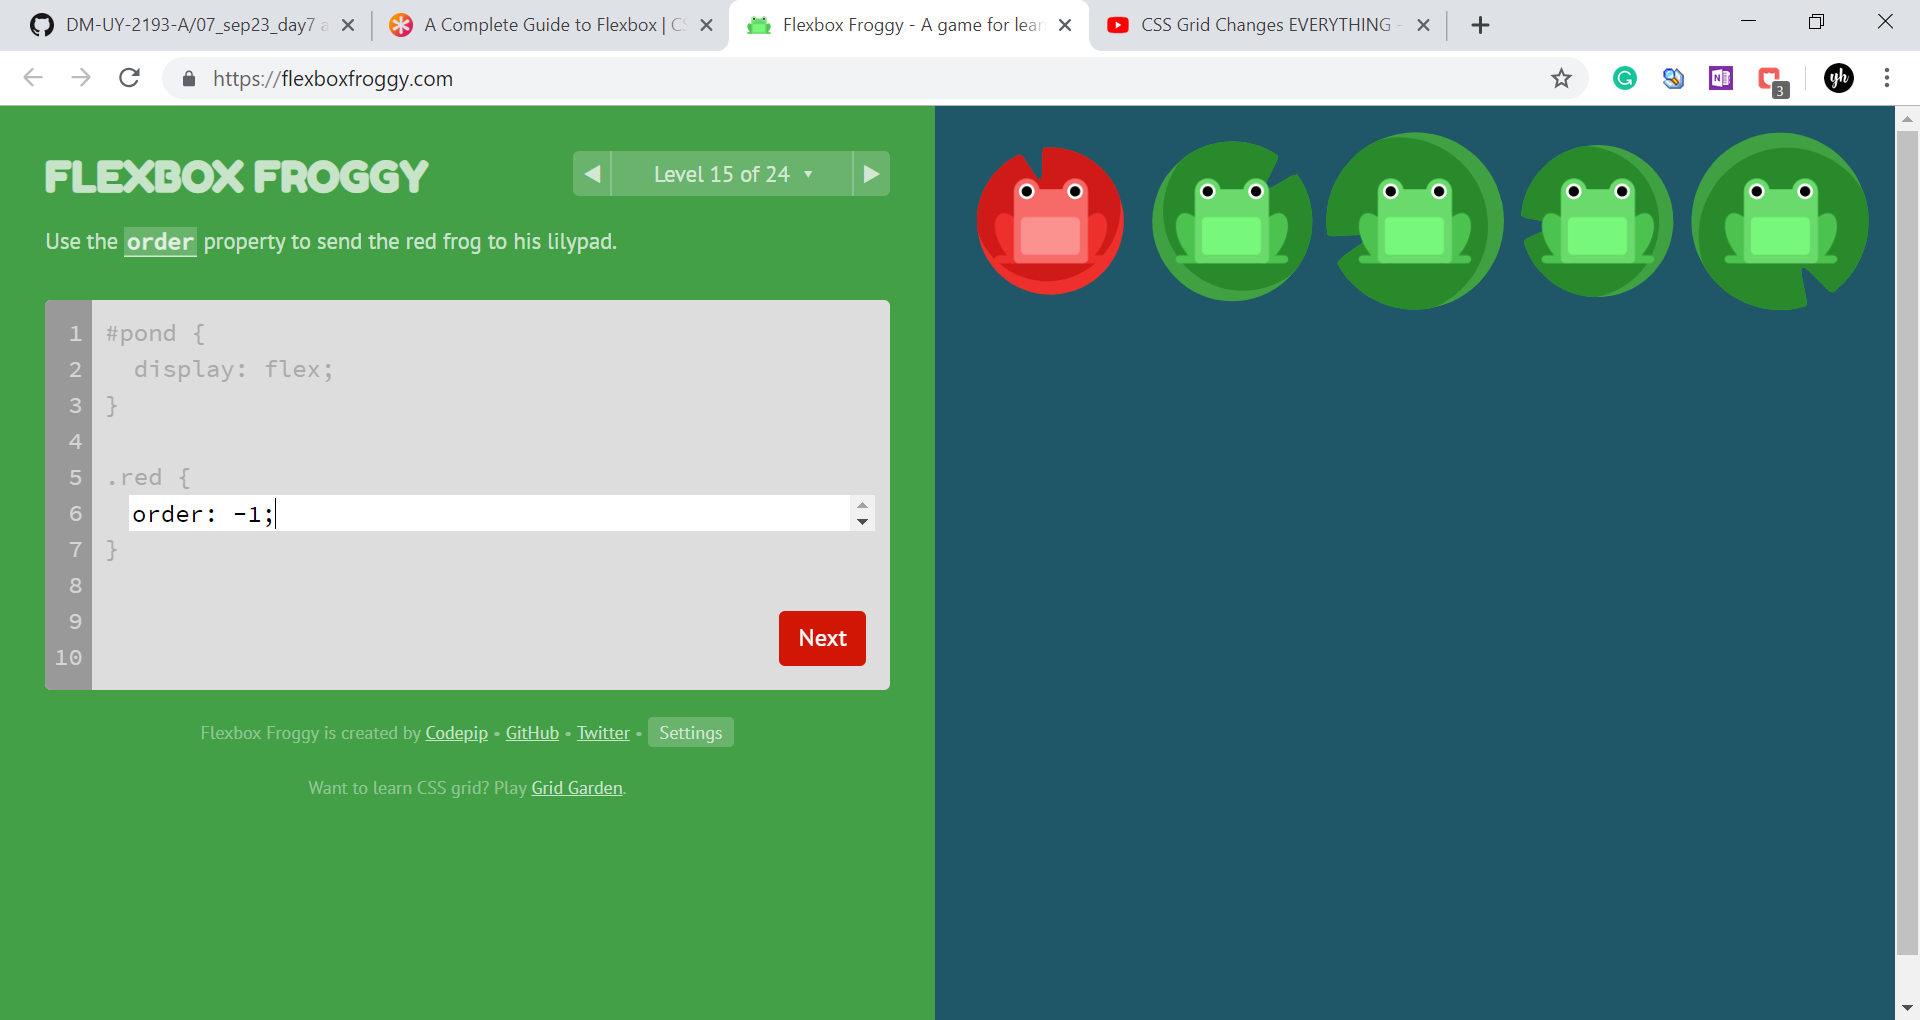 DM-UY-2193-A/07_sep23_day7 a
A Complete Guide to Flexbox | CS
Flexbox Froggy - A game for lear
CSS Grid Changes EVERYTHING -
https://flexboxfroggy.com
3
yh
FLEXBOX FROGGY
Level 15 of 24
Use the order property to send the red frog to his lilypad.
1 #pond {
2 display: flex;
3 }
4
5 .red {
6 order: -1;
7 }
8
9
10
Next
Flexbox Froggy is created by Codepip • GitHub • Twitter • Settings
Want to learn CSS grid? Play Grid Garden.